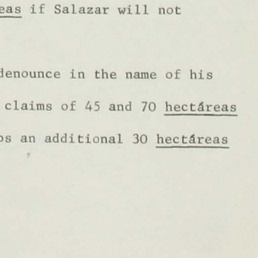 eas if Salazar will not
denounce in the name of his
claims of 45 and 70 hectáreas
os an additional 30 hectáreas